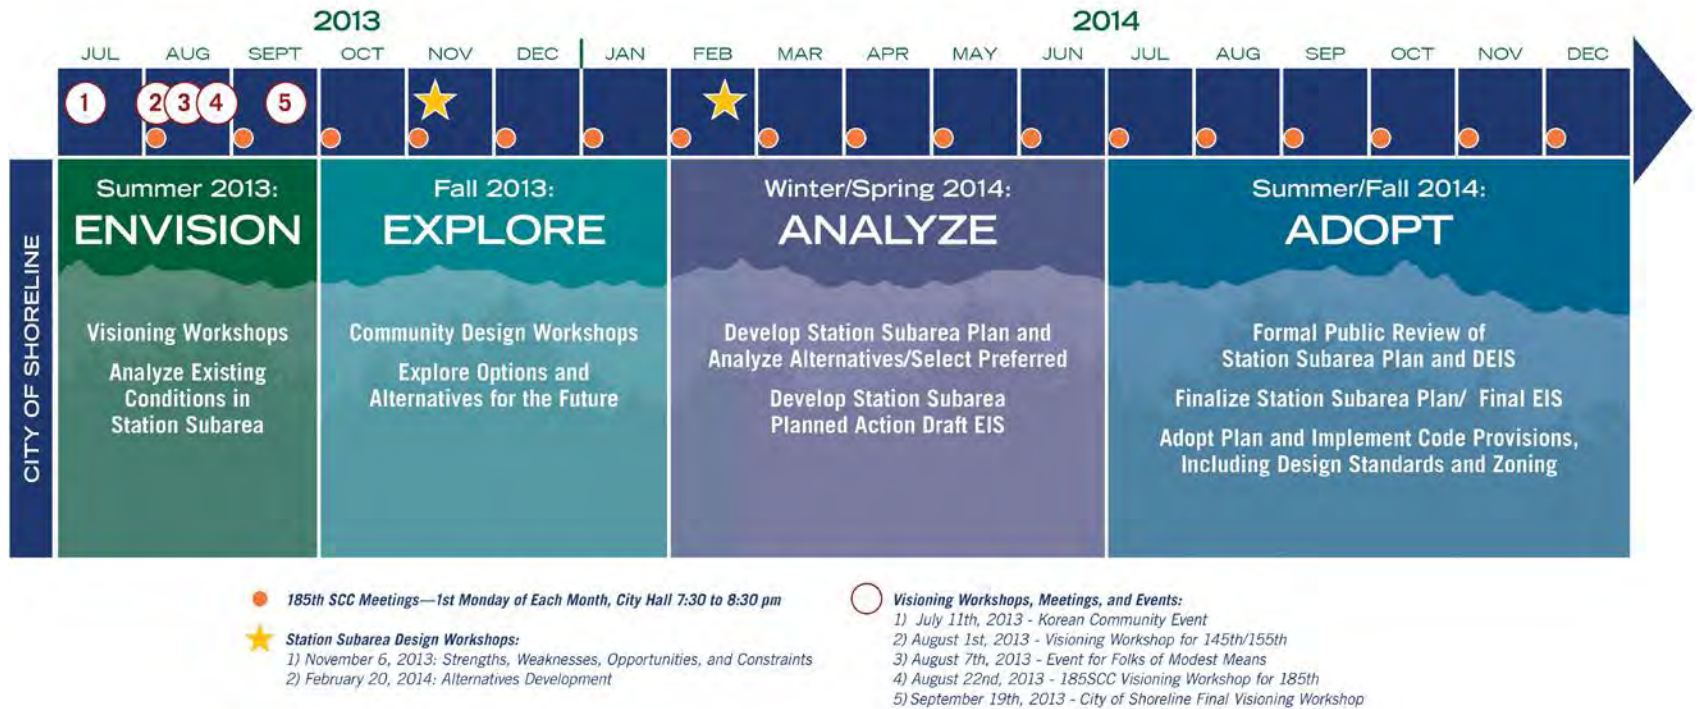 2013
2014
JUL AUG SEPT OCT NOV DEC JAN FEB MAR APR MAY JUN JUL AUG SEP OCT NOV DEC
1 2 3 4 5
CITY OF SHORELINE
Summer 2013:
ENVISION
Visioning Workshops
Analyze Existing
Conditions in
Station Subarea
Fall 2013:
EXPLORE
Community Design Workshops
Explore Options and
Alternatives for the Future
Winter/Spring 2014:
ANALYZE
Develop Station Subarea Plan and
Analyze Alternatives/Select Preferred
Develop Station Subarea
Planned Action Draft EIS
Summer/Fall 2014:
ADOPT
Formal Public Review of
Station Subarea Plan and DEIS
Finalize Station Subarea Plan/ Final EIS
Adopt Plan and Implement Code Provisions,
Including Design Standards and Zoning
185th SCC Meetings—1st Monday of Each Month, City Hall 7:30 to 8:30 pm
Station Subarea Design Workshops:
1) November 6, 2013: Strengths, Weaknesses, Opportunities, and Constraints
2) February 20, 2014: Alternatives Development
Visioning Workshops, Meetings, and Events:
1) July 11th, 2013 - Korean Community Event
2) August 1st, 2013 - Visioning Workshop for 145th/155th
3) August 7th, 2013 - Event for Folks of Modest Means
4) August 22nd, 2013 - 185SCC Visioning Workshop for 185th
5) September 19th, 2013 - City of Shoreline Final Visioning Workshop